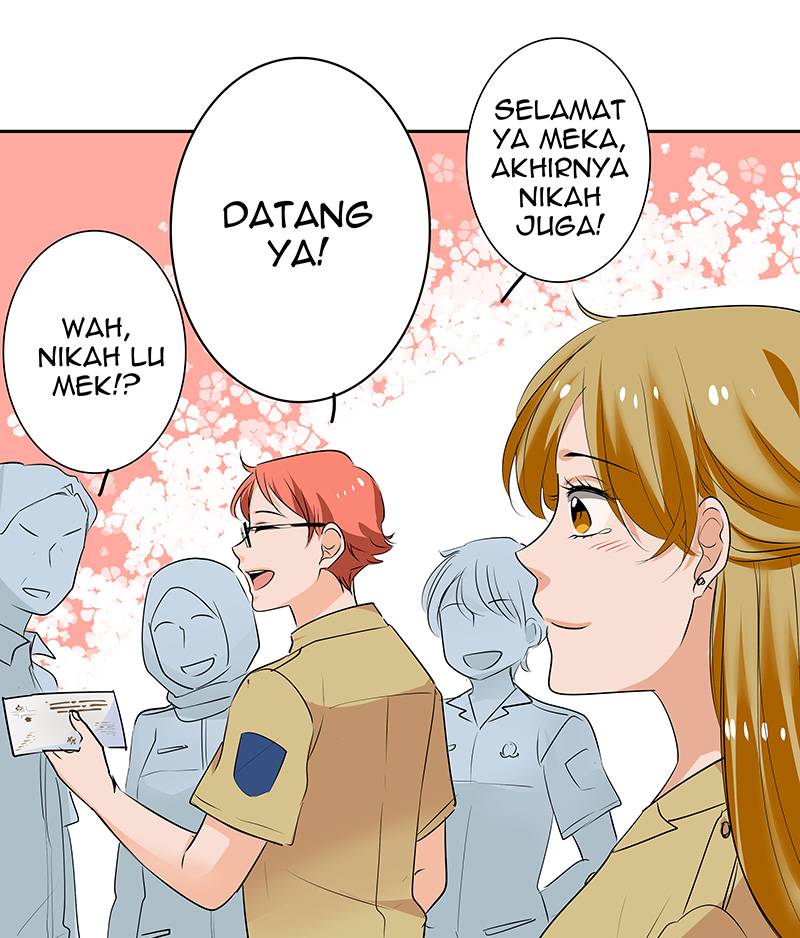 WAH,
NIKAH LU
MEK!?
DATANG
YA!
SELAMAT
YA MEKA,
AKHIRNYA
NIKAH
JUGA!